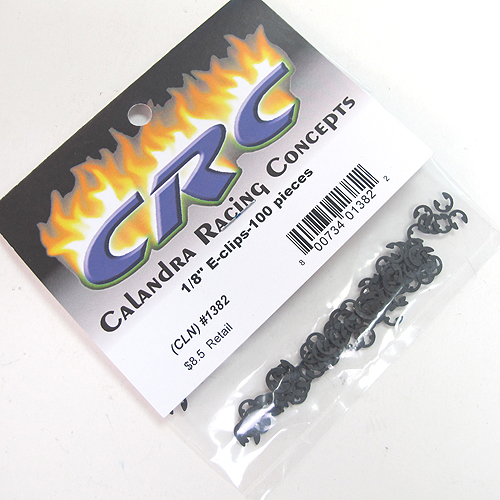 CRC
Calandra Racing Concepts
1/8" E-clips-100 pieces
(CLN) #1382
$8.5 Retail
8 00734 01382 2